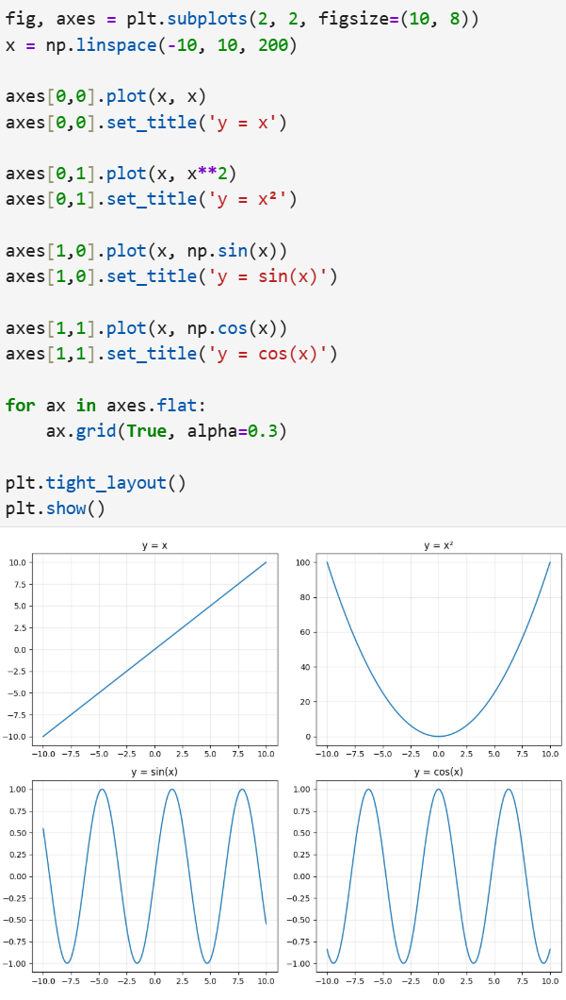 fig, axes = plt.subplots(2, 2, figsize=(10, 8))
x = np.linspace(-10, 10, 200)
axes[0,0].plot(x, x)
axes[0,0].set_title('y = x')
axes[0,1].plot(x, x**2)
axes[0,1].set_title('y = x²')
axes[1,0].plot(x, np.sin(x))
axes[1,0].set_title('y = sin(x)')
axes[1,1].plot(x, np.cos(x))
axes[1,1].set_title('y = cos(x)')
for ax in axes.flat:
    ax.grid(True, alpha=0.3)
plt.tight_layout()
plt.show()
y = x
10.0
7.5
5.0
2.5
0.0
−2.5
−5.0
−7.5
−10.0
−10.0 −7.5 −5.0 −2.5 0.0 2.5 5.0 7.5 10.0
y = x²
100
80
60
40
20
0
−10.0 −7.5 −5.0 −2.5 0.0 2.5 5.0 7.5 10.0
y = sin(x)
1.00
0.75
0.50
0.25
0.00
−0.25
−0.50
−0.75
−1.00
−10.0 −7.5 −5.0 −2.5 0.0 2.5 5.0 7.5 10.0
y = cos(x)
1.00
0.75
0.50
0.25
0.00
−0.25
−0.50
−0.75
−1.00
−10.0 −7.5 −5.0 −2.5 0.0 2.5 5.0 7.5 10.0